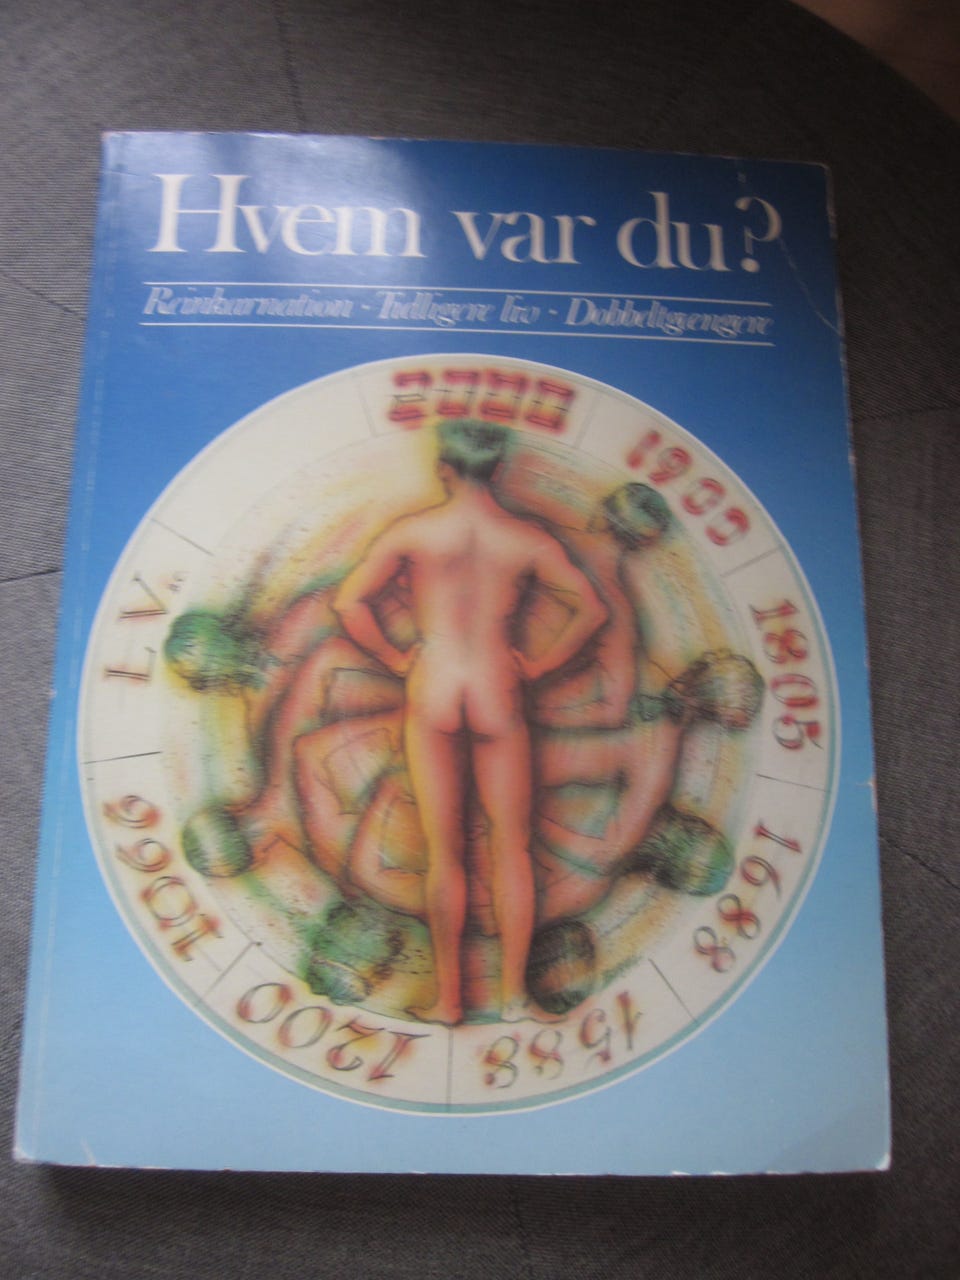 Hvem var du?
Reinkarnation - Tidligere liv - Dobbeltgængere
2000
1900
1805
1688
1588
1200
1066
LV